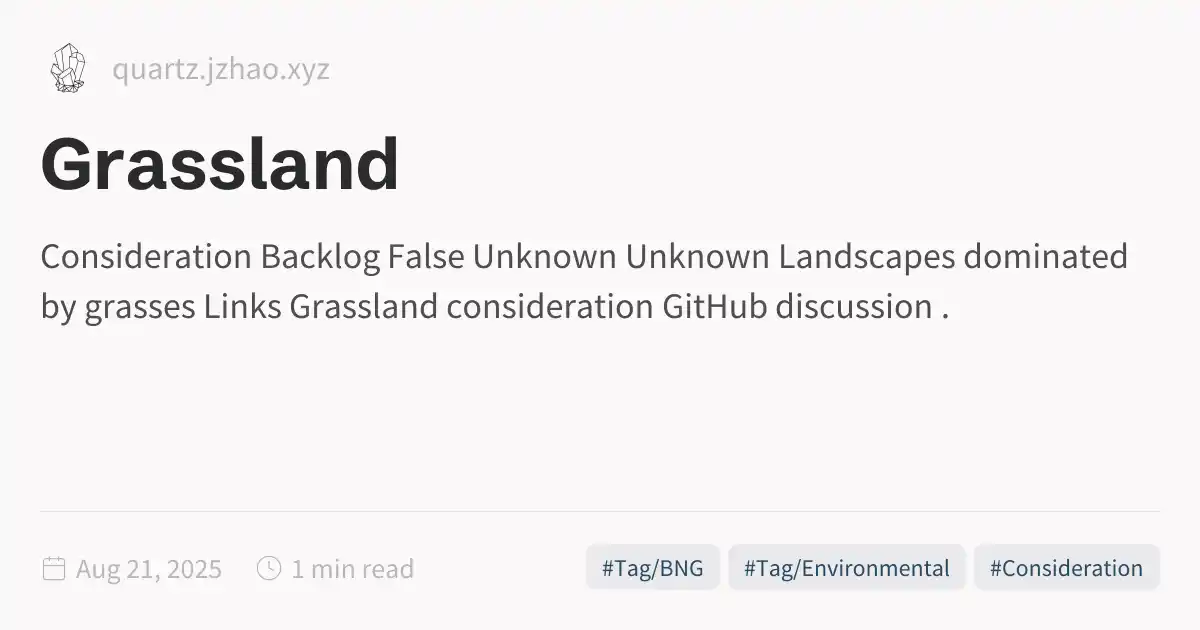 quartz.jzhao.xyz
Grassland
Consideration Backlog False Unknown Unknown Landscapes dominated
by grasses Links Grassland consideration GitHub discussion .
Aug 21, 2025 1 min read #Tag/BNG #Tag/Environmental #Consideration